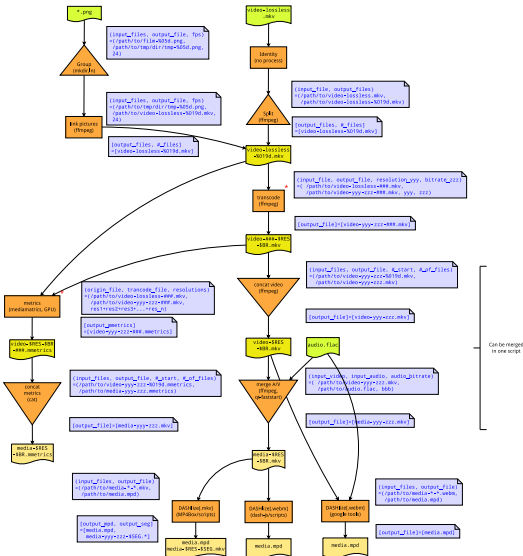 *.png
(input_files, output_file, fps)
=(/path/to/film-%05d.png,
/path/to/tmp/dir/tmp-%05d.png,
24)
Group
(mkdir/ln)
(input_files, output_file, fps)
=(/path/to/tmp/dir/tmp-%05d.png,
/path/to/video-lossless-%019d.mkv,
24)
link pictures
(ffmpeg)
[output_files, #_files]
=[video-lossless-%019d.mkv]
video-lossless
.mkv
Identity
(no process)
(input_files, output_files)
=(/path/to/video-lossless.mkv,
/path/to/video-lossless-%019d.mkv)
Split
(ffmpeg)
[output_files, #_files]
=[video-lossless-%019d.mkv]
video-lossless
-%019d.mkv
(input_file, output_file, resolution_yyy, bitrate_zzz)
=( /path/to/video-lossless-###.mkv,
/path/to/video-yyy-zzz-###.mkv, yyy, zzz)
*
transcode
(ffmpeg)
[output_file]=[video-yyy-zzz-###.mkv]
video-###-$RES
-$BR.mkv
(input_files, output_file, #_start, #_of_files)
=(/path/to/video-yyy-zzz-%019d.mkv,
/path/to/video-yyy-zzz.mkv)
concat video
(ffmpeg)
[output_file]=[video-yyy-zzz.mkv]
(origin_file, trancode_file, resolutions)
=(/path/to/video-lossless-###.mkv,
/path/to/video-yyy-zzz-###.mkv,
res1+res2+res3+...+res_n)
*
metrics
(mediametrics, GPU)
[output_mmetrics]
=[video-yyy-zzz-###.mmetrics]
video-$RES-$BR
-###.mmetrics
video-$RES
-$BR.mkv
audio.flac
Can be merged
in one script
concat
metrics
(cat)
(input_files, output_file, #_start, #_of_files)
=(/path/to/video-yyy-zzz-%019d.mmetrics,
/path/to/media-yyy-zzz.mmetrics)
merge A/V
(ffmpeg,
qt-faststart)
(input_video, input_audio, audio_bitrate)
=( /path/to/video-yyy-zzz.mkv,
/path/to/audio.flac, bbb)
[output_file]=[media-yyy-zzz.mkv]
[output_file]=[media-yyy-zzz.mkv]
media-$RES
-$BR.mmetrics
media-$RES
-$BR.mkv
(input_files, output_file)
=(/path/to/media-*-*.mkv,
/path/to/media.mpd)
(input_files, output_file)
=(/path/to/media-*-*.webm,
/path/to/media.mpd)
DASHize[.mkv]
(MP4Box/scripts)
DASHize[.webm]
(dash-js/scripts)
DASHize[.webm]
(google tools)
[output_mpd, output_seg]
=[media.mpd,
media-yyy-zzz-$SEG.*]
[output_file]=[media.mpd]
media.mpd
media-$RES-$BR-$SEG.mkv
media.mpd
media.mpd